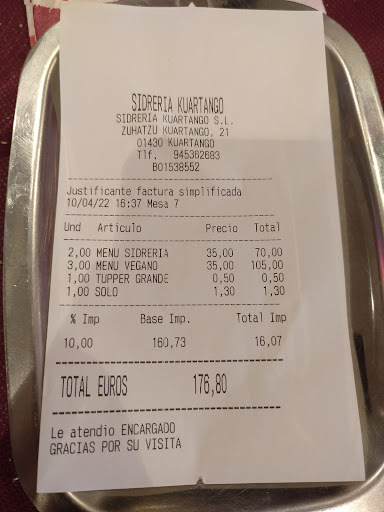 SIDRERIA KUARTANGO
SIDRERIA KUARTANGO S.L.
ZUHATZU KUARTANGO, 21
01430 KUARTANGO
Tlf. 945362683
B01538552
Justificante factura simplificada
10/04/22 16:37 Mesa 7
Und Articulo Precio Total
2,00 MENU SIDRERIA 35,00 70,00
3,00 MENU VEGANO 35,00 105,00
1,00 TUPPER GRANDE 0,50 0,50
1,00 SOLO 1,30 1,30
% Imp Base Imp. Total Imp
10,00 160,73 16,07
TOTAL EUROS 176,80
Le atendio ENCARGADO
GRACIAS POR SU VISITA